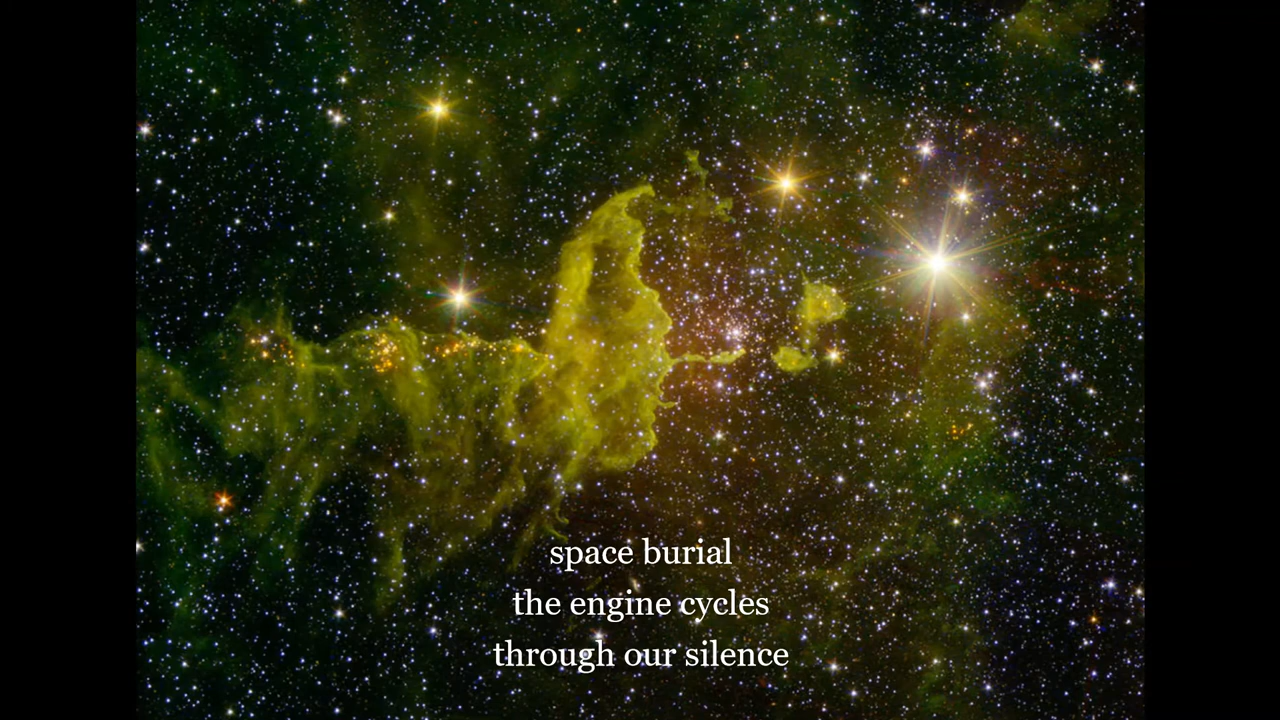 space burial
the engine cycles
through our silence